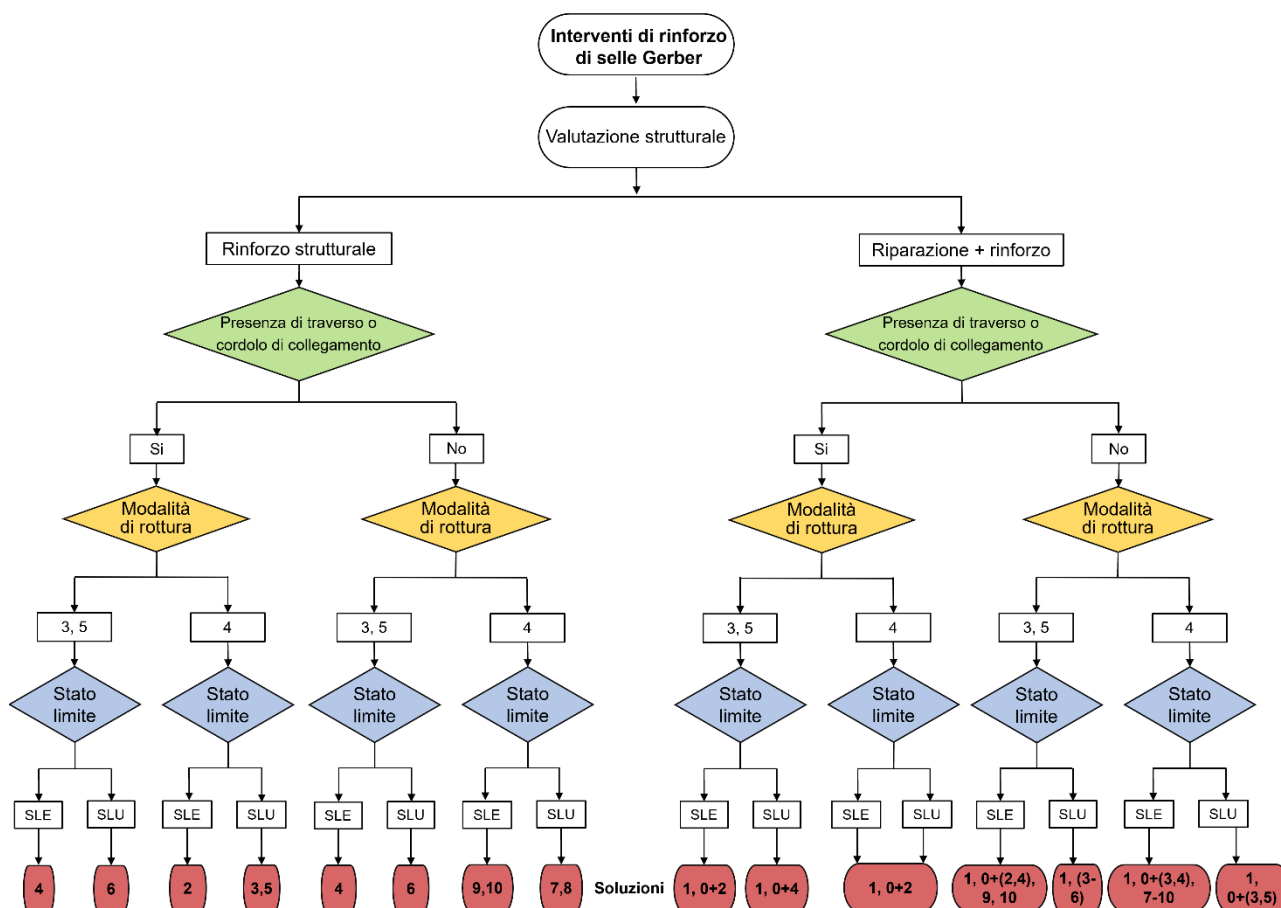 Interventi di rinforzo
di selle Gerber
Valutazione strutturale
Rinforzo strutturale
Riparazione + rinforzo
Presenza di traverso o
cordolo di collegamento
Presenza di traverso o
cordolo di collegamento
Si
No
Si
No
Modalità
di rottura
Modalità
di rottura
Modalità
di rottura
Modalità
di rottura
3, 5
4
3, 5
4
3, 5
4
3, 5
4
Stato
limite
Stato
limite
Stato
limite
Stato
limite
Stato
limite
Stato
limite
Stato
limite
Stato
limite
SLE
SLU
SLE
SLU
SLE
SLU
SLE
SLU
SLE
SLU
SLE
SLU
SLE
SLU
SLE
SLU
4
6
2
3,5
4
6
9,10
7,8
Soluzioni
1, 0+2
1, 0+4
1, 0+2
1, 0+(2,4),
9, 10
1, (3-
6)
1, 0+(3,4),
7-10
1,
0+(3,5)